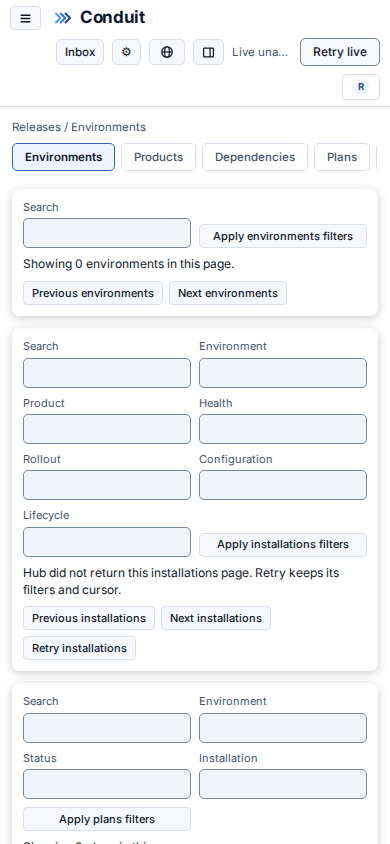 Conduit
Inbox
Live una...
Retry live
R
Releases / Environments
Environments
Products
Dependencies
Plans
Search
Apply environments filters
Showing 0 environments in this page.
Previous environments
Next environments
Search
Environment
Product
Health
Rollout
Configuration
Lifecycle
Apply installations filters
Hub did not return this installations page. Retry keeps its
filters and cursor.
Previous installations
Next installations
Retry installations
Search
Environment
Status
Installation
Apply plans filters